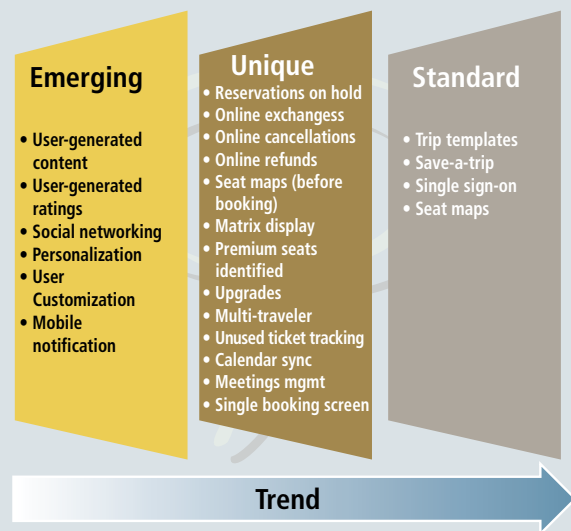 Emerging
• User-generated
content
• User-generated
ratings
• Social networking
• Personalization
• User
Customization
• Mobile
notification
Unique
• Reservations on hold
• Online exchangess
• Online cancellations
• Online refunds
• Seat maps (before
booking)
• Matrix display
• Premium seats
identified
• Upgrades
• Multi-traveler
• Unused ticket tracking
• Calendar sync
• Meetings mgmt
• Single booking screen
Standard
• Trip templates
• Save-a-trip
• Single sign-on
• Seat maps
Trend